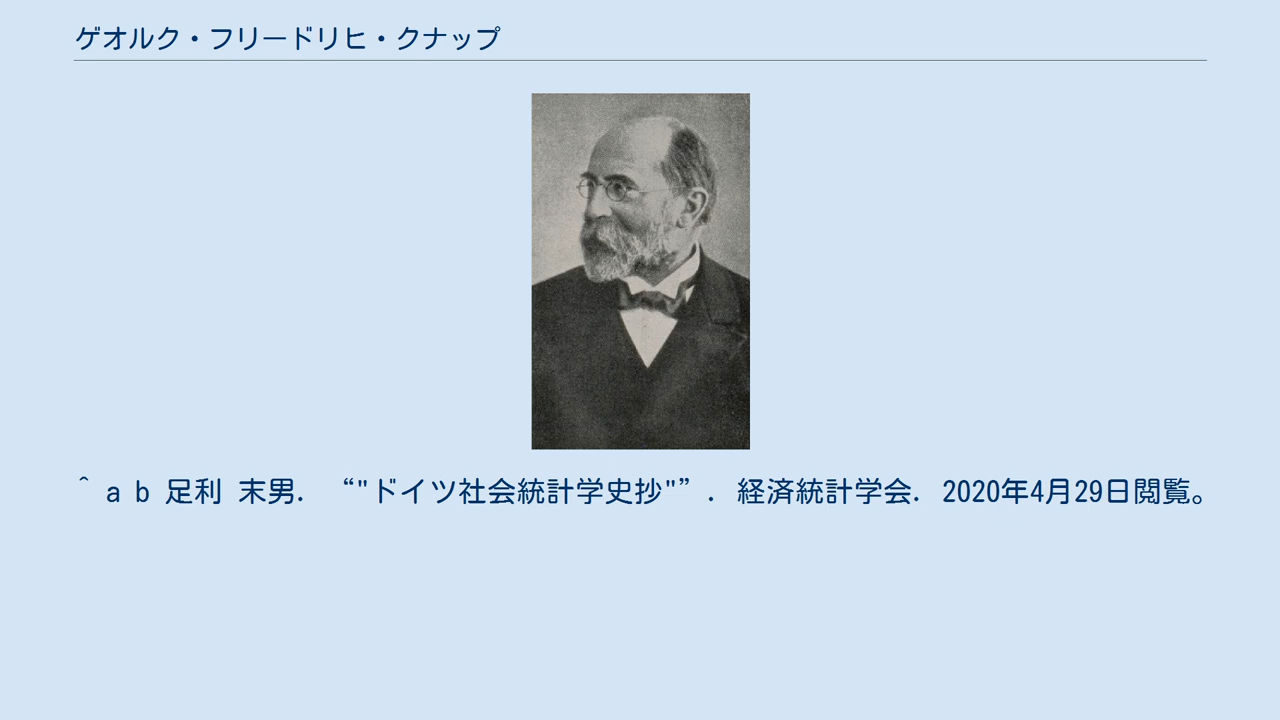 ゲオルク・フリードリヒ・クナップ
^ a b 足利 末男. “"ドイツ社会統計学史抄"”. 経済統計学会. 2020年4月29日閲覧。